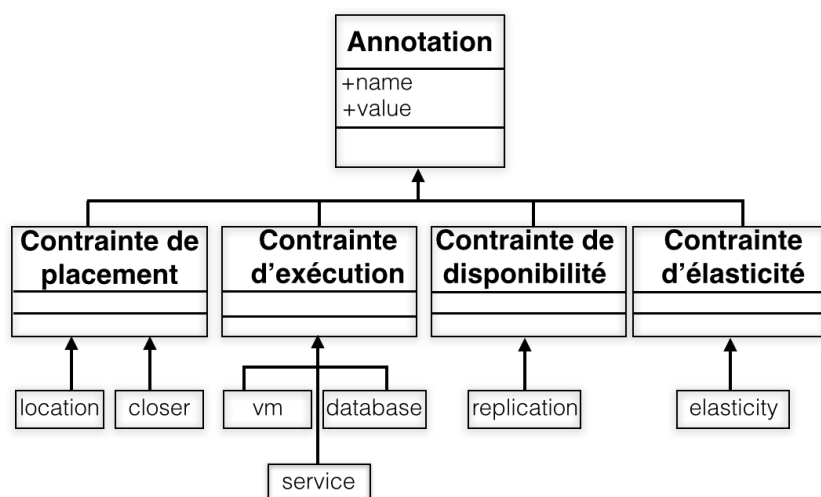 Annotation
+name
+value
Contrainte de
placement
Contrainte
d'exécution
Contrainte de
disponibilité
Contrainte
d'élasticité
location
closer
vm
database
replication
elasticity
service